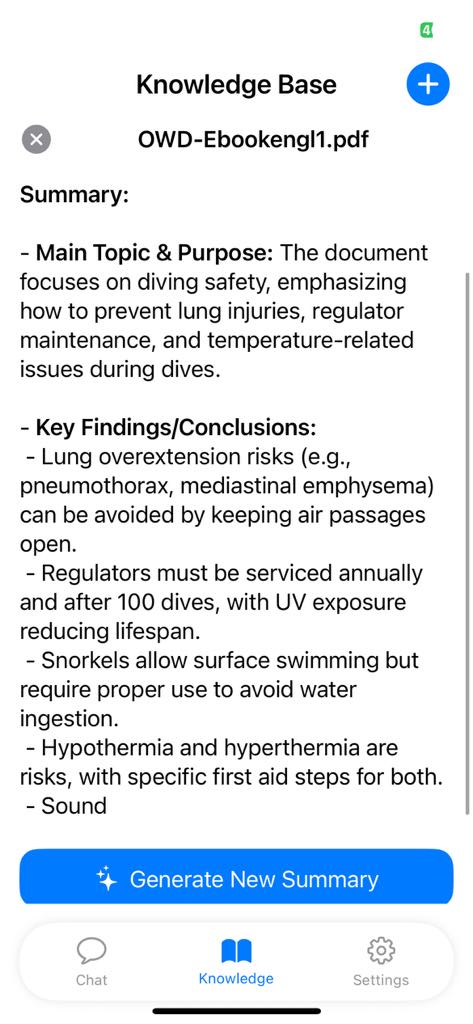 Knowledge Base
OWD-Ebookengl1.pdf
Summary:
- Main Topic & Purpose: The document
focuses on diving safety, emphasizing
how to prevent lung injuries, regulator
maintenance, and temperature-related
issues during dives.
- Key Findings/Conclusions:
- Lung overextension risks (e.g.,
pneumothorax, mediastinal emphysema)
can be avoided by keeping air passages
open.
- Regulators must be serviced annually
and after 100 dives, with UV exposure
reducing lifespan.
- Snorkels allow surface swimming but
require proper use to avoid water
ingestion.
- Hypothermia and hyperthermia are
risks, with specific first aid steps for both.
- Sound
Generate New Summary
Chat
Knowledge
Settings